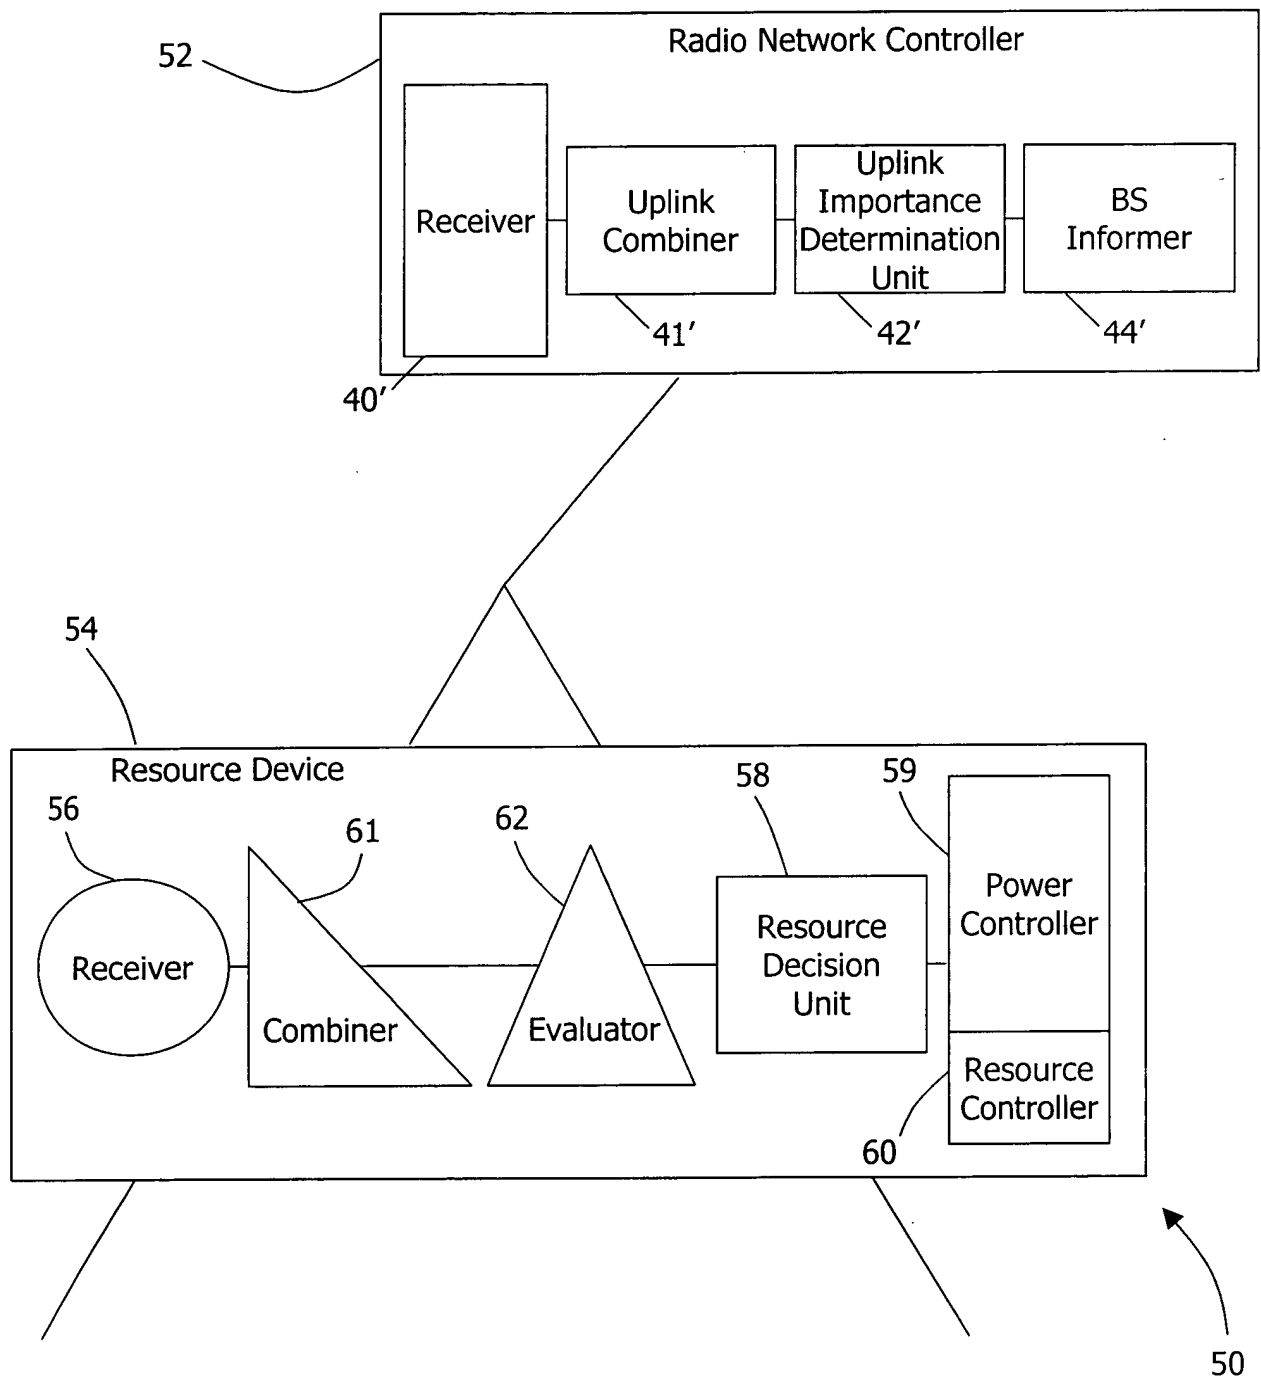 Radio Network Controller
52
Receiver
Uplink
Combiner
Uplink
Importance
Determination
Unit
BS
Informer
41'
42'
44'
40'
54
Resource Device
56
61
62
58
59
Receiver
Combiner
Evaluator
Resource
Decision
Unit
Power
Controller
Resource
Controller
60
50